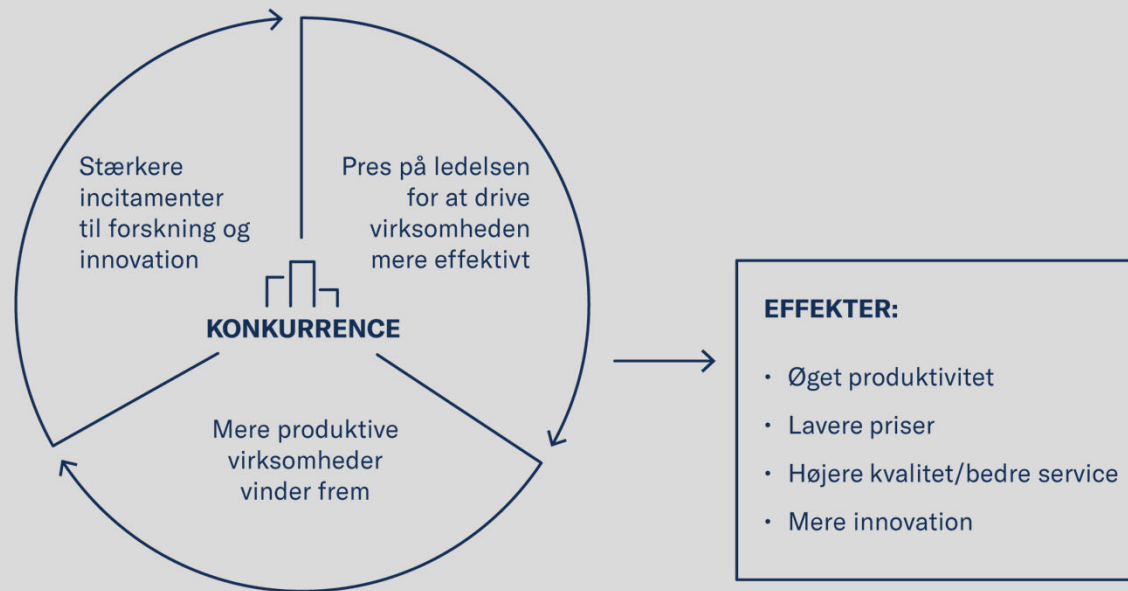 Stærkere
incitamenter
til forskning og
innovation
Pres på ledelsen
for at drive
virksomheden
mere effektivt
KONKURRENCE
Mere produktive
virksomheder
vinder frem
EFFEKTER:
• Øget produktivitet
• Lavere priser
• Højere kvalitet/bedre service
• Mere innovation